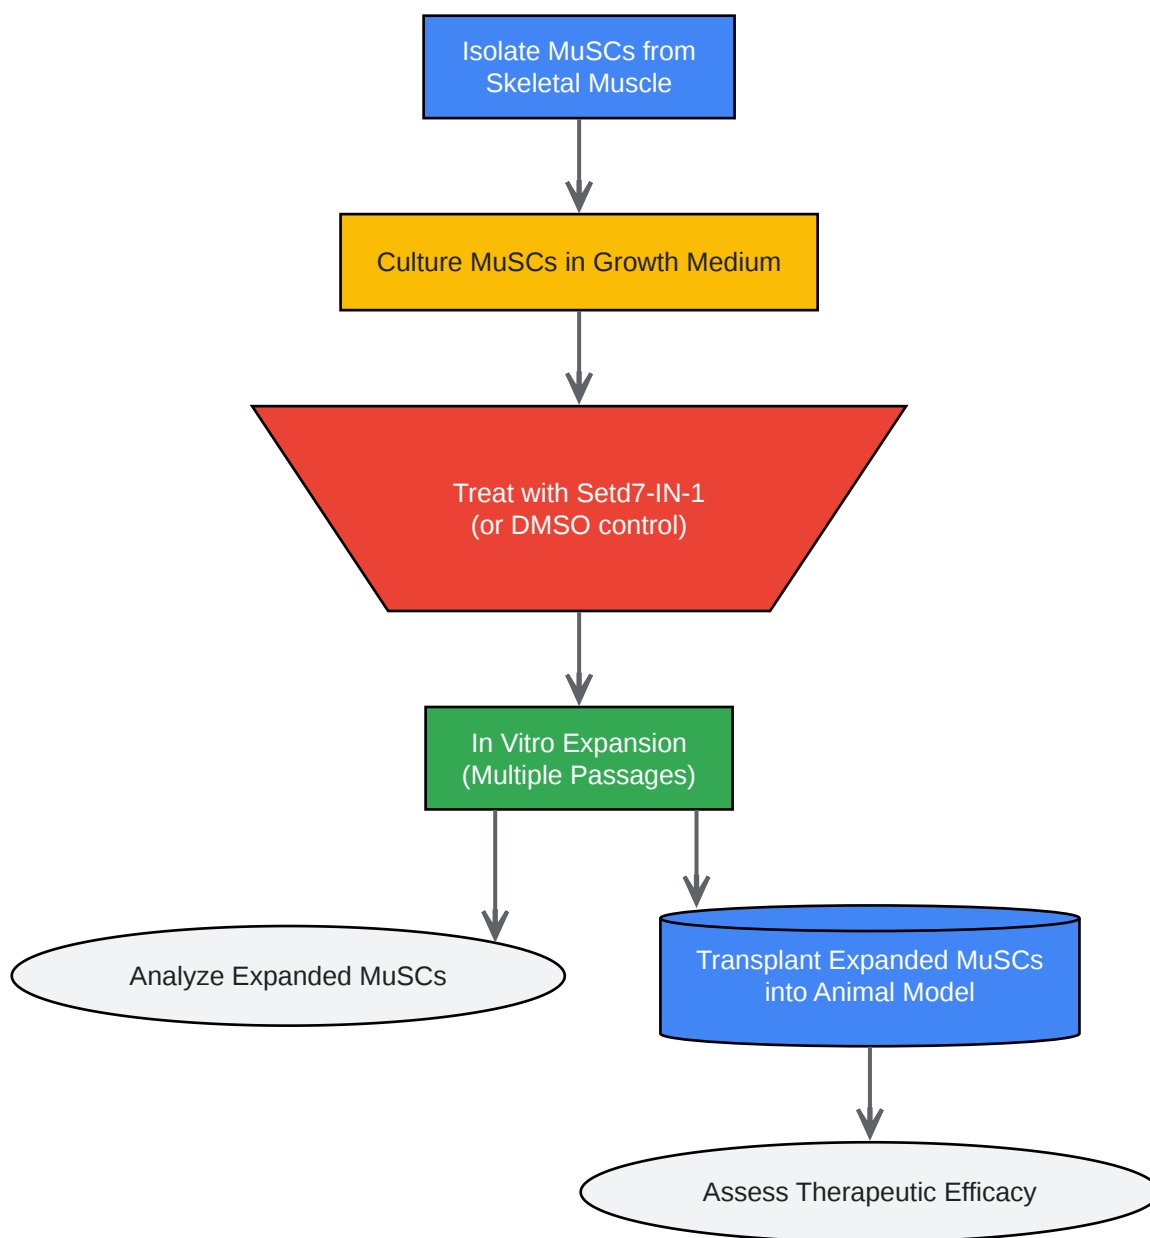 Isolate MuSCs from
Skeletal Muscle
Culture MuSCs in Growth Medium
Treat with Setd7-IN-1
(or DMSO control)
In Vitro Expansion
(Multiple Passages)
Analyze Expanded MuSCs
Transplant Expanded MuSCs
into Animal Model
Assess Therapeutic Efficacy